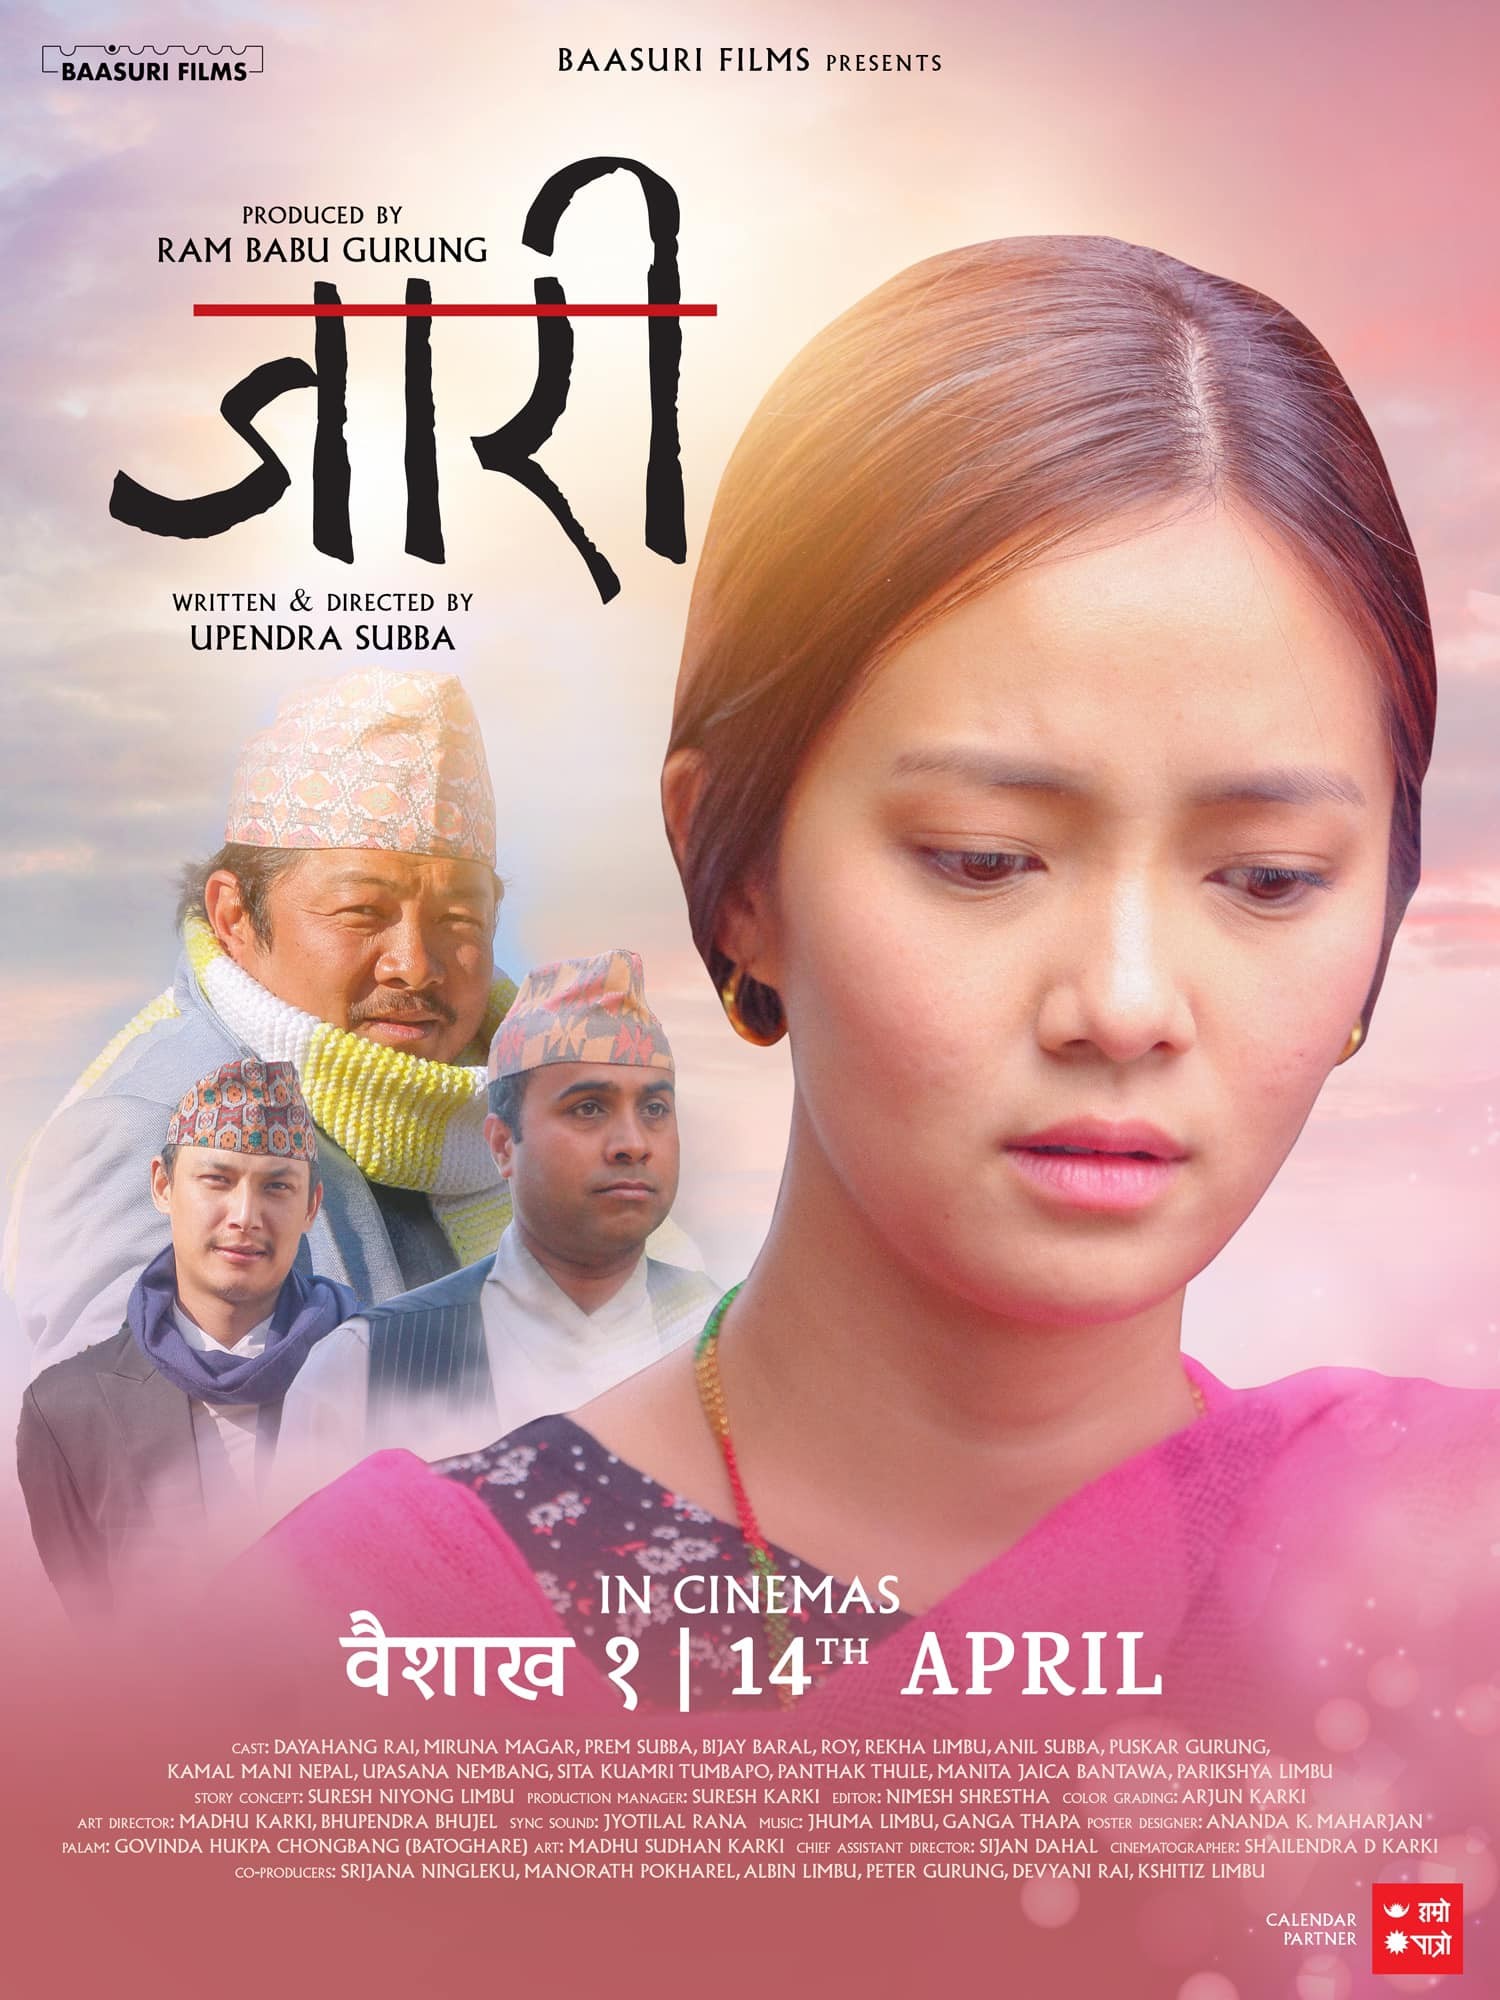 BAASURI FILMS
BAASURI FILMS PRESENTS
PRODUCED BY
RAM BABU GURUNG
जारी
WRITTEN & DIRECTED BY
UPENDRA SUBBA
IN CINEMAS
वैशाख १ | 14TH APRIL
CAST: DAYAHANG RAI, MIRUNA MAGAR, PREM SUBBA, BIJAY BARAL, ROY, REKHA LIMBU, ANIL SUBBA, PUSKAR GURUNG,
KAMAL MANI NEPAL, UPASANA NEMBANG, SITA KUAMRI TUMBAPO, PANTHAK THULE, MANITA JAICA BANTAWA, PARIKSHYA LIMBU
STORY CONCEPT: SURESH NIYONG LIMBU PRODUCTION MANAGER: SURESH KARKI EDITOR: NIMESH SHRESTHA COLOR GRADING: ARJUN KARKI
ART DIRECTOR: MADHU KARKI, BHUPENDRA BHUJEL SYNC SOUND: JYOTILAL RANA MUSIC: JHUMA LIMBU, GANGA THAPA POSTER DESIGNER: ANANDA K. MAHARJAN
PALAM: GOVINDA HUKPA CHONGBANG (BATOGHARE) ART: MADHU SUDHAN KARKI CHIEF ASSISTANT DIRECTOR: SIJAN DAHAL CINEMATOGRAPHER: SHAILENDRA D KARKI
CO-PRODUCERS: SRIJANA NINGLEKU, MANORATH POKHAREL, ALBIN LIMBU, PETER GURUNG, DEVYANI RAI, KSHITIZ LIMBU
CALENDAR
PARTNER
हाम्रो
पात्रो